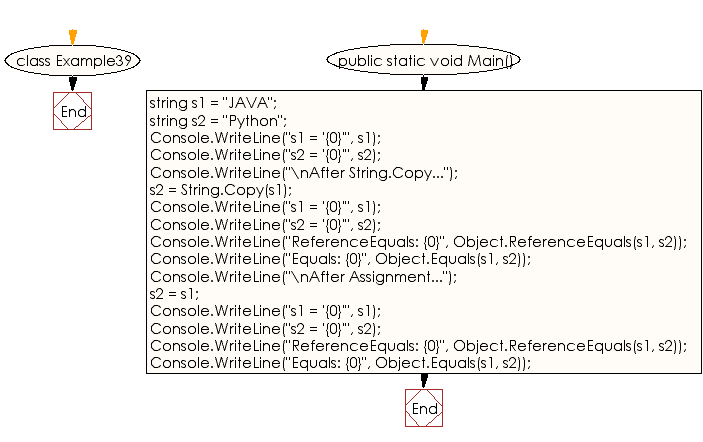 class Example39
End
public static void Main()
string s1 = "JAVA";
string s2 = "Python";
Console.WriteLine("s1 = '{0}'", s1);
Console.WriteLine("s2 = '{0}'", s2);
Console.WriteLine("\nAfter String.Copy...");
s2 = String.Copy(s1);
Console.WriteLine("s1 = '{0}'", s1);
Console.WriteLine("s2 = '{0}'", s2);
Console.WriteLine("ReferenceEquals: {0}", Object.ReferenceEquals(s1, s2));
Console.WriteLine("Equals: {0}", Object.Equals(s1, s2));
Console.WriteLine("\nAfter Assignment...");
s2 = s1;
Console.WriteLine("s1 = '{0}'", s1);
Console.WriteLine("s2 = '{0}'", s2);
Console.WriteLine("ReferenceEquals: {0}", Object.ReferenceEquals(s1, s2));
Console.WriteLine("Equals: {0}", Object.Equals(s1, s2));
End